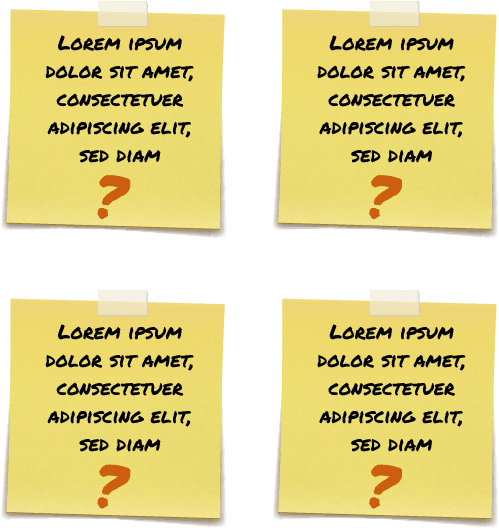 Lorem ipsum
dolor sit amet,
consectetuer
adipiscing elit,
sed diam
?
Lorem ipsum
dolor sit amet,
consectetuer
adipiscing elit,
sed diam
?
Lorem ipsum
dolor sit amet,
consectetuer
adipiscing elit,
sed diam
?
Lorem ipsum
dolor sit amet,
consectetuer
adipiscing elit,
sed diam
?